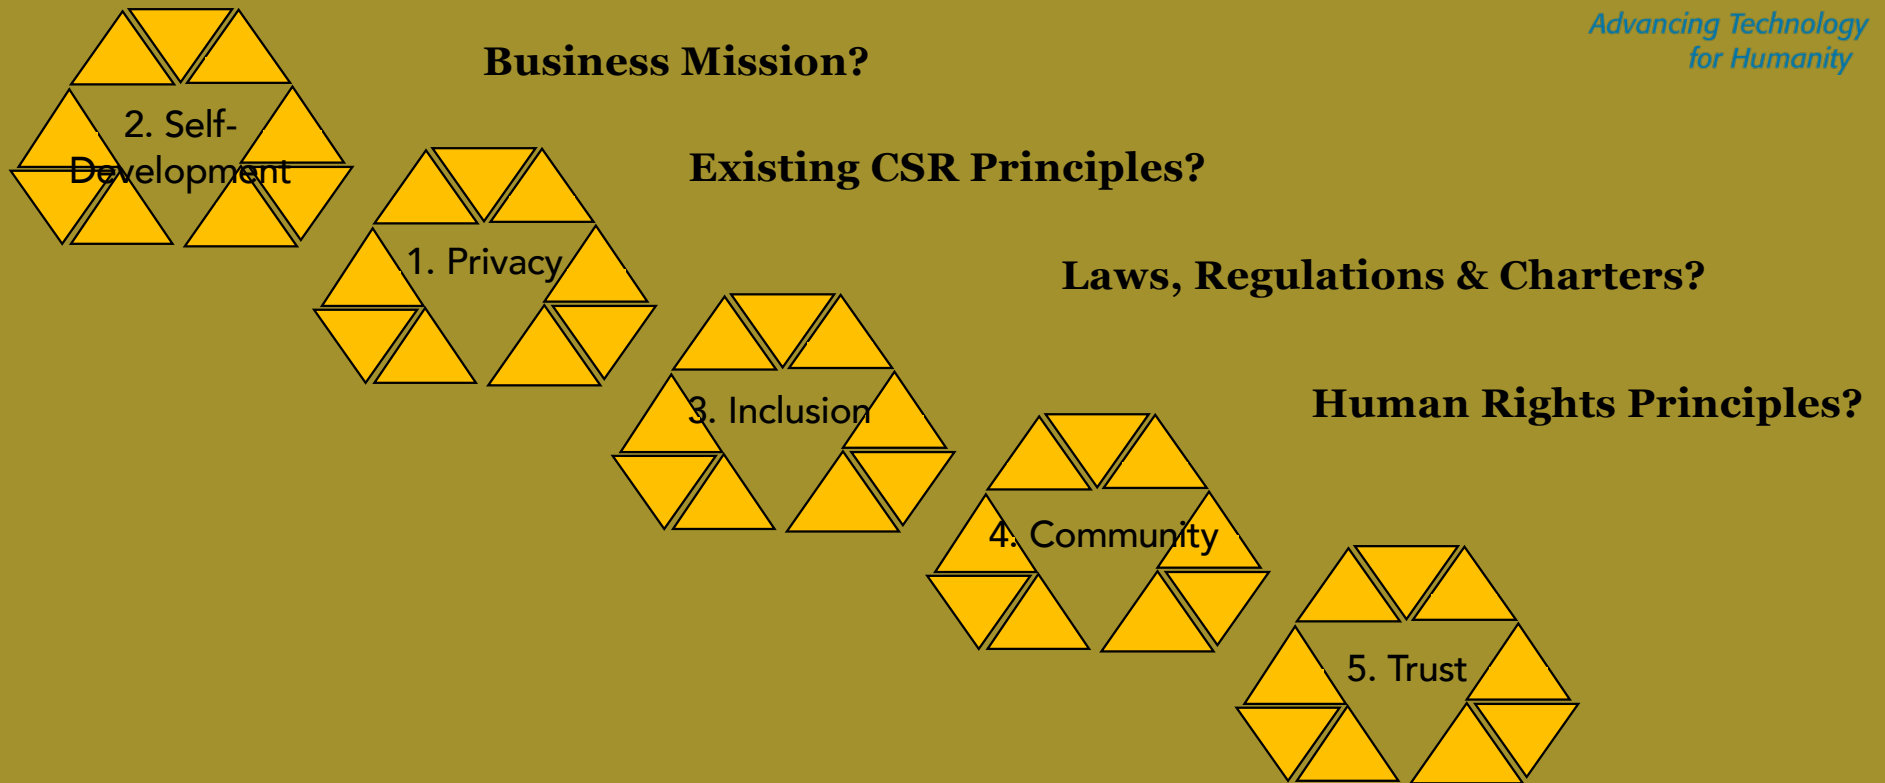 Advancing Technology
for Humanity
Business Mission?
2. Self-
Development
Existing CSR Principles?
1. Privacy
Laws, Regulations & Charters?
3. Inclusion
Human Rights Principles?
4. Community
5. Trust